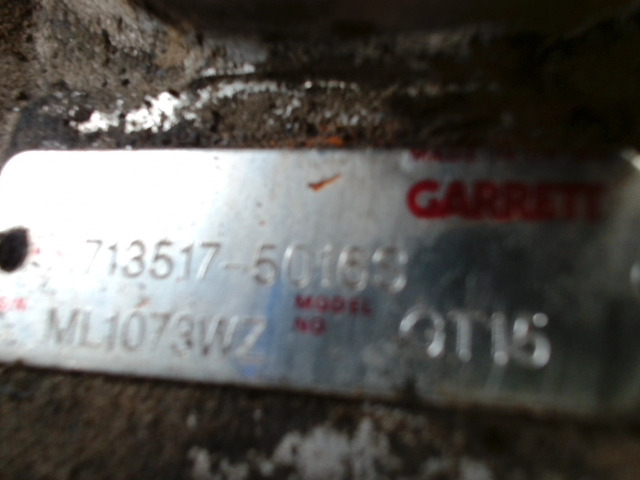 GARRETT
713517-5016S
S/N ML1073WZ MODEL NO GT15